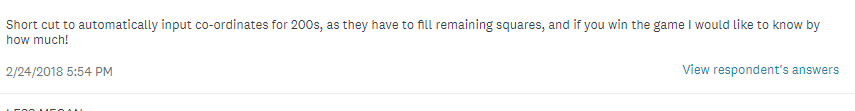 Short cut to automatically input co-ordinates for 200s, as they have to fill remaining squares, and if you win the game I would like to know by
how much!
2/24/2018 5:54 PM
View respondent's answers